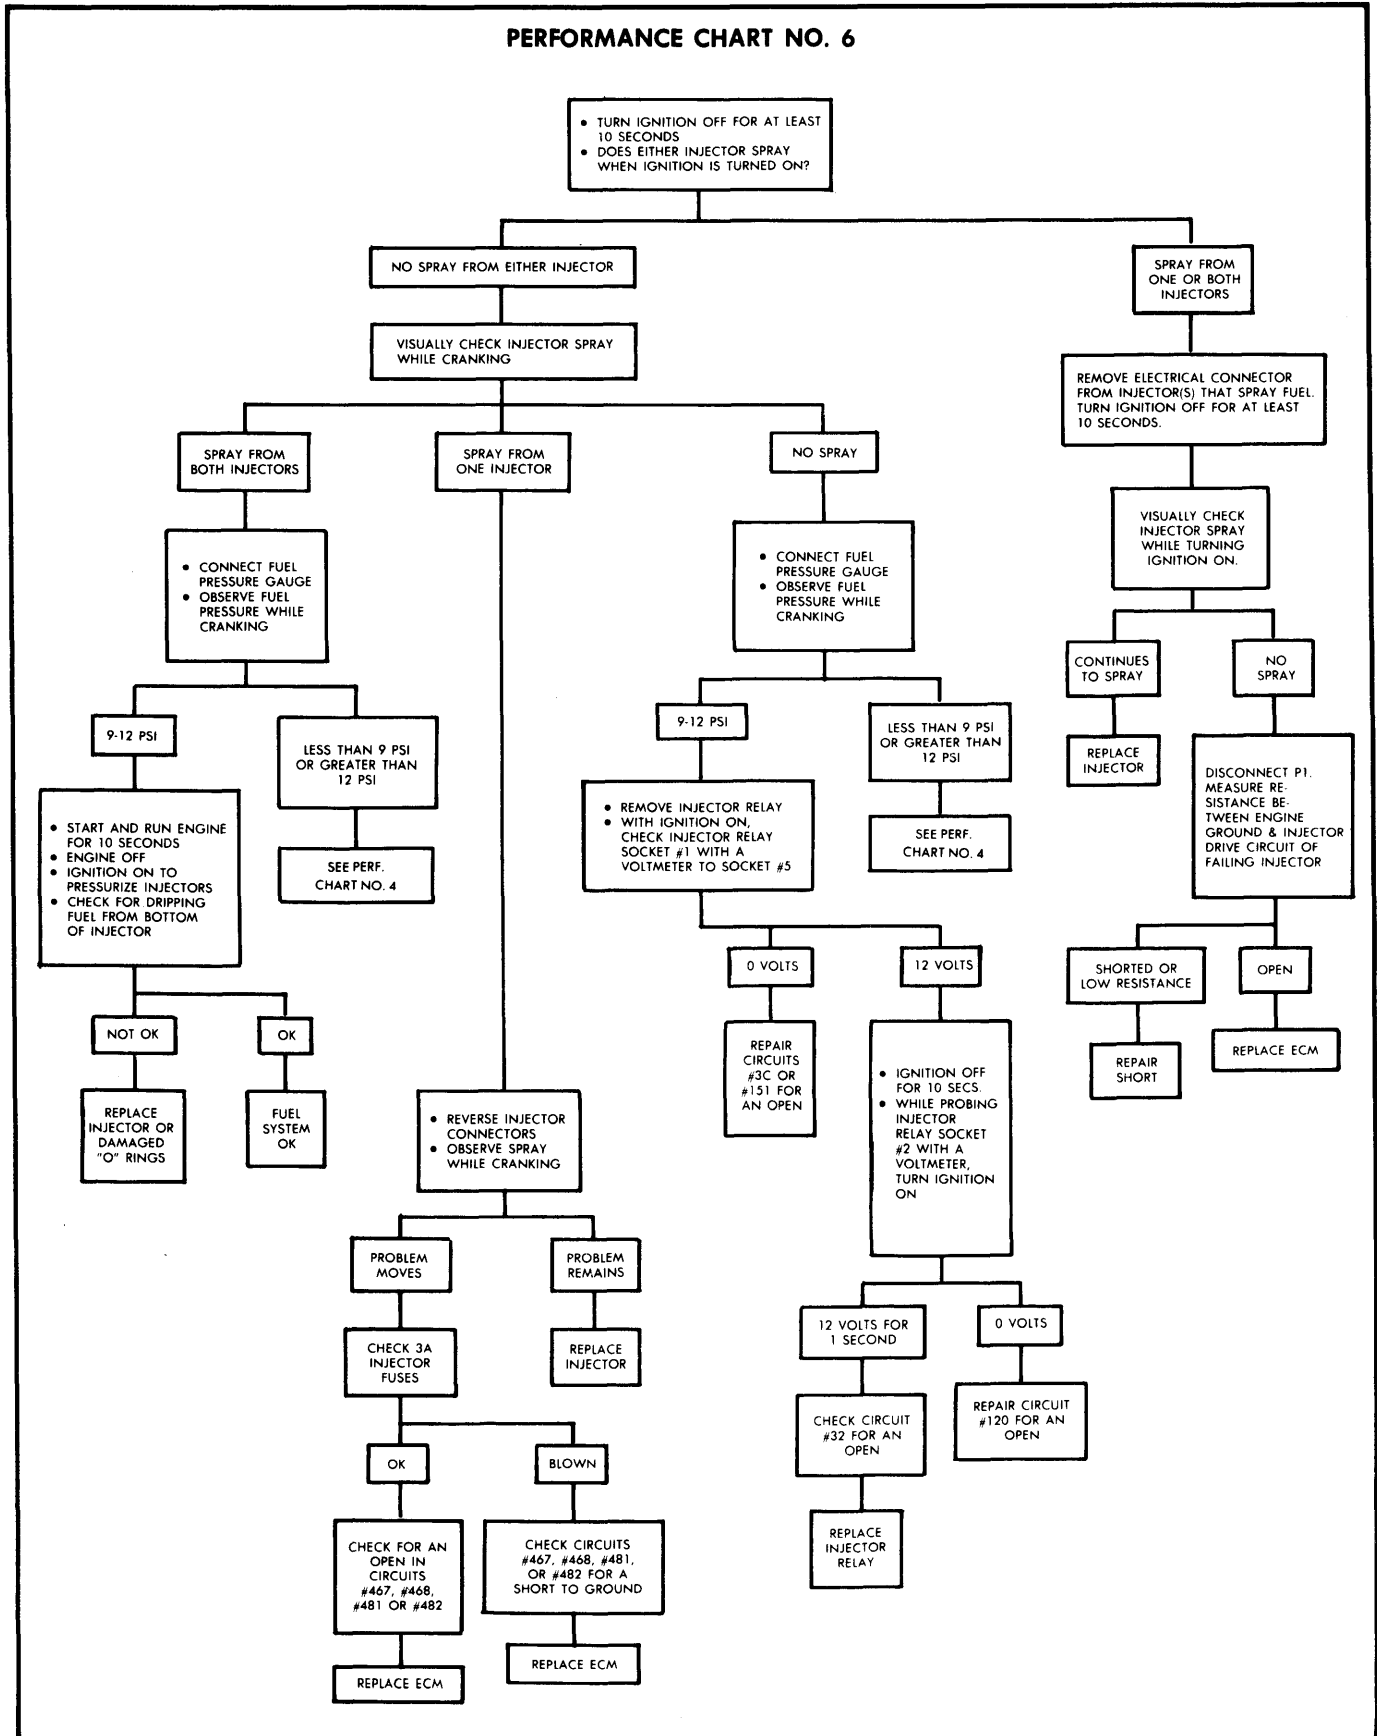 PERFORMANCE CHART NO. 6
• TURN IGNITION OFF FOR AT LEAST
10 SECONDS
• DOES EITHER INJECTOR SPRAY
WHEN IGNITION IS TURNED ON?
NO SPRAY FROM EITHER INJECTOR
SPRAY FROM
ONE OR BOTH
INJECTORS
VISUALLY CHECK INJECTOR SPRAY
WHILE CRANKING
REMOVE ELECTRICAL CONNECTOR
FROM INJECTOR(S) THAT SPRAY FUEL.
TURN IGNITION OFF FOR AT LEAST
10 SECONDS.
SPRAY FROM
BOTH INJECTORS
SPRAY FROM
ONE INJECTOR
NO SPRAY
VISUALLY CHECK
INJECTOR SPRAY
WHILE TURNING
IGNITION ON.
• CONNECT FUEL
PRESSURE GAUGE
• OBSERVE FUEL
PRESSURE WHILE
CRANKING
• CONNECT FUEL
PRESSURE GAUGE
• OBSERVE FUEL
PRESSURE WHILE
CRANKING
CONTINUES
TO SPRAY
NO
SPRAY
9-12 PSI
LESS THAN 9 PSI
OR GREATER THAN
12 PSI
9-12 PSI
LESS THAN 9 PSI
OR GREATER THAN
12 PSI
REPLACE
INJECTOR
DISCONNECT P1.
MEASURE RE-
SISTANCE BE-
TWEEN ENGINE
GROUND & INJECTOR
DRIVE CIRCUIT OF
FAILING INJECTOR
• START AND RUN ENGINE
FOR 10 SECONDS
• ENGINE OFF
• IGNITION ON TO
PRESSURIZE INJECTORS
• CHECK FOR DRIPPING
FUEL FROM BOTTOM
OF INJECTOR
SEE PERF.
CHART NO. 4
• REMOVE INJECTOR RELAY
• WITH IGNITION ON,
CHECK INJECTOR RELAY
SOCKET #1 WITH A
VOLTMETER TO SOCKET #5
SEE PERF.
CHART NO. 4
0 VOLTS
12 VOLTS
SHORTED OR
LOW RESISTANCE
OPEN
NOT OK
OK
REPAIR
CIRCUITS
#3C OR
#151 FOR
AN OPEN
• IGNITION OFF
FOR 10 SECS.
• WHILE PROBING
INJECTOR
RELAY SOCKET
#2 WITH A
VOLTMETER,
TURN IGNITION
ON
REPAIR
SHORT
REPLACE ECM
REPLACE
INJECTOR OR
DAMAGED
"O" RINGS
FUEL
SYSTEM
OK
• REVERSE INJECTOR
CONNECTORS
• OBSERVE SPRAY
WHILE CRANKING
PROBLEM
MOVES
PROBLEM
REMAINS
12 VOLTS FOR
1 SECOND
0 VOLTS
CHECK 3A
INJECTOR
FUSES
REPLACE
INJECTOR
CHECK CIRCUIT
#32 FOR AN
OPEN
REPAIR CIRCUIT
#120 FOR AN
OPEN
OK
BLOWN
REPLACE
INJECTOR
RELAY
CHECK FOR AN
OPEN IN
CIRCUITS
#467, #468,
#481 OR #482
CHECK CIRCUITS
#467, #468, #481,
OR #482 FOR A
SHORT TO GROUND
REPLACE ECM
REPLACE ECM